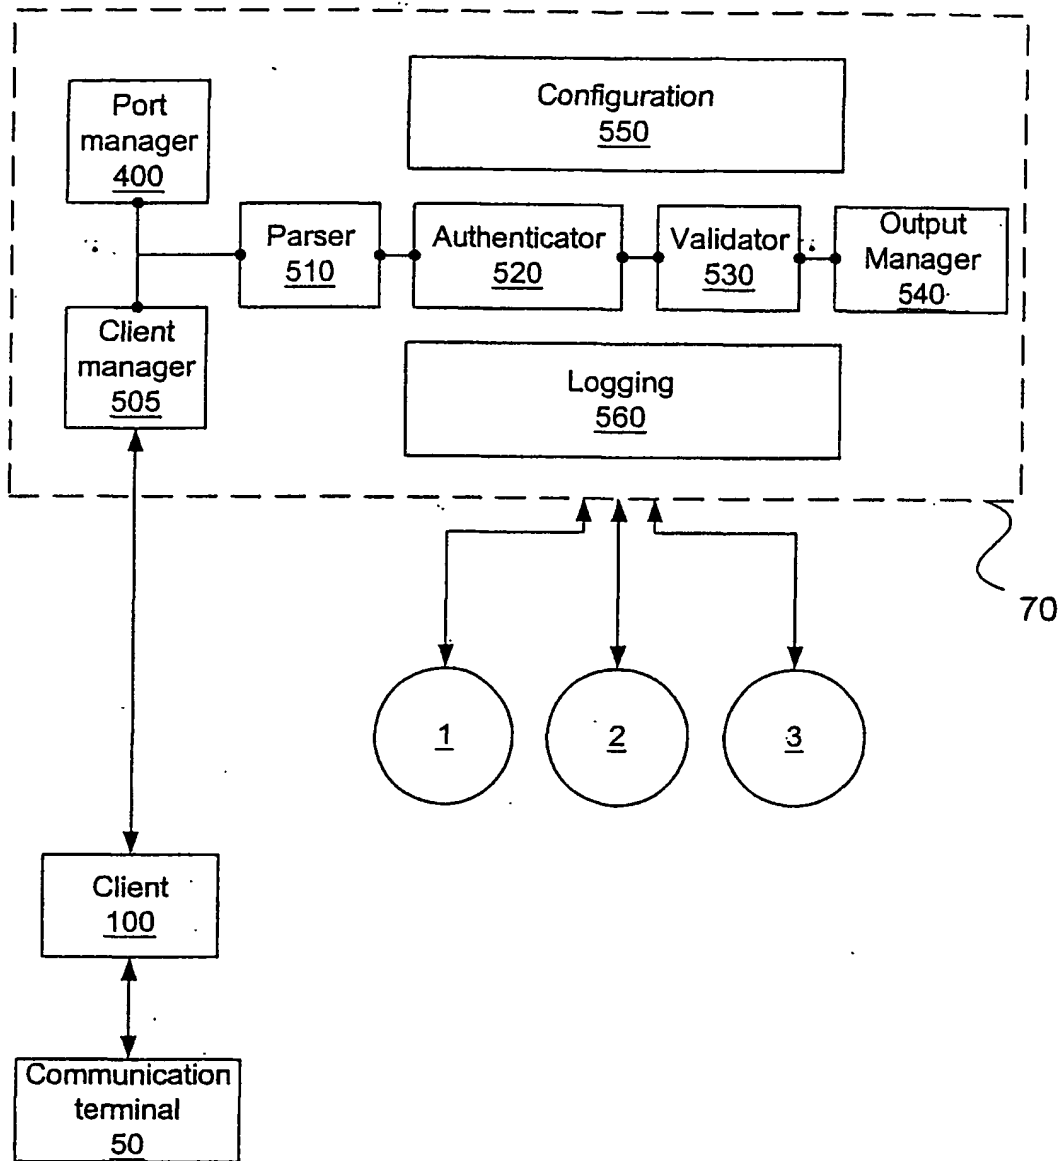 Port
manager
400
Configuration
550
Parser
510
Authenticator
520
Validator
530
Output
Manager
540
Client
manager
505
Logging
560
70
1
2
3
Client
100
Communication
terminal
50